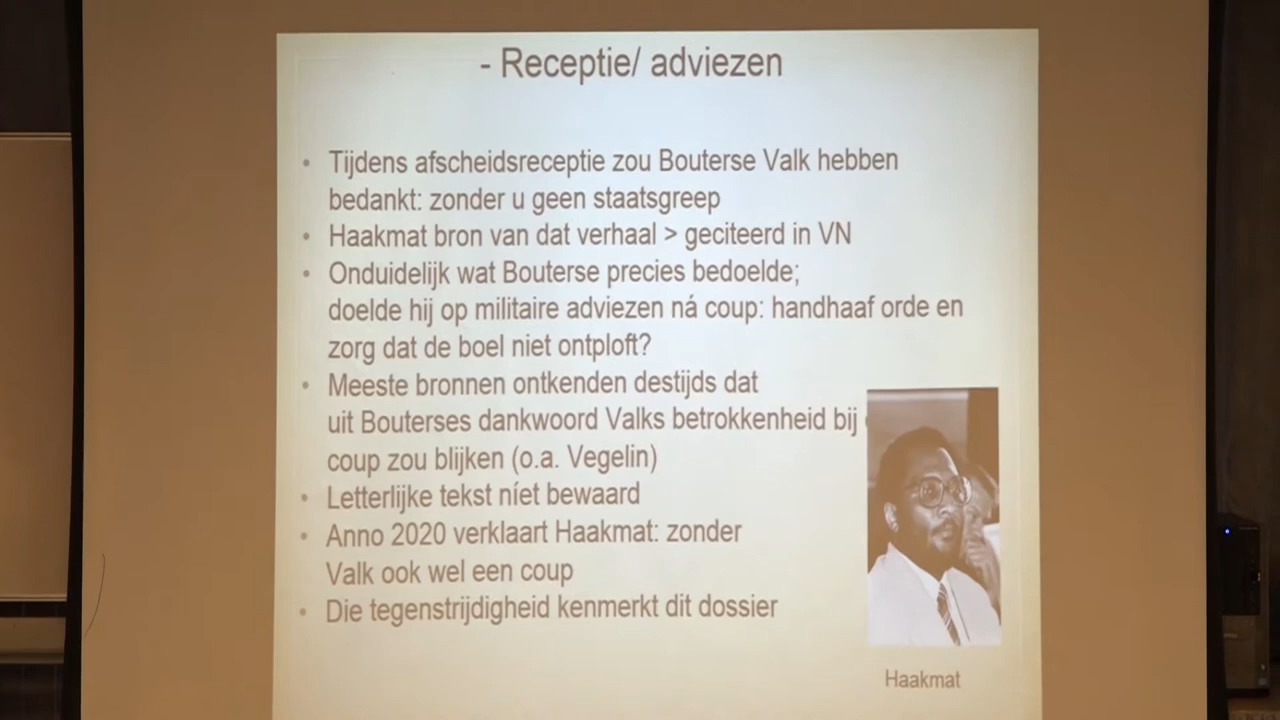 - Receptie/ adviezen
• Tijdens afscheidsreceptie zou Bouterse Valk hebben
bedankt: zonder u geen staatsgreep
• Haakmat bron van dat verhaal > geciteerd in VN
• Onduidelijk wat Bouterse precies bedoelde;
doelde hij op militaire adviezen ná coup: handhaaf orde en
zorg dat de boel niet ontploft?
• Meeste bronnen ontkenden destijds dat
uit Bouterses dankwoord Valks betrokkenheid bij
coup zou blijken (o.a. Vegelin)
• Letterlijke tekst níet bewaard
• Anno 2020 verklaart Haakmat: zonder
Valk ook wel een coup
• Die tegenstrijdigheid kenmerkt dit dossier
Haakmat